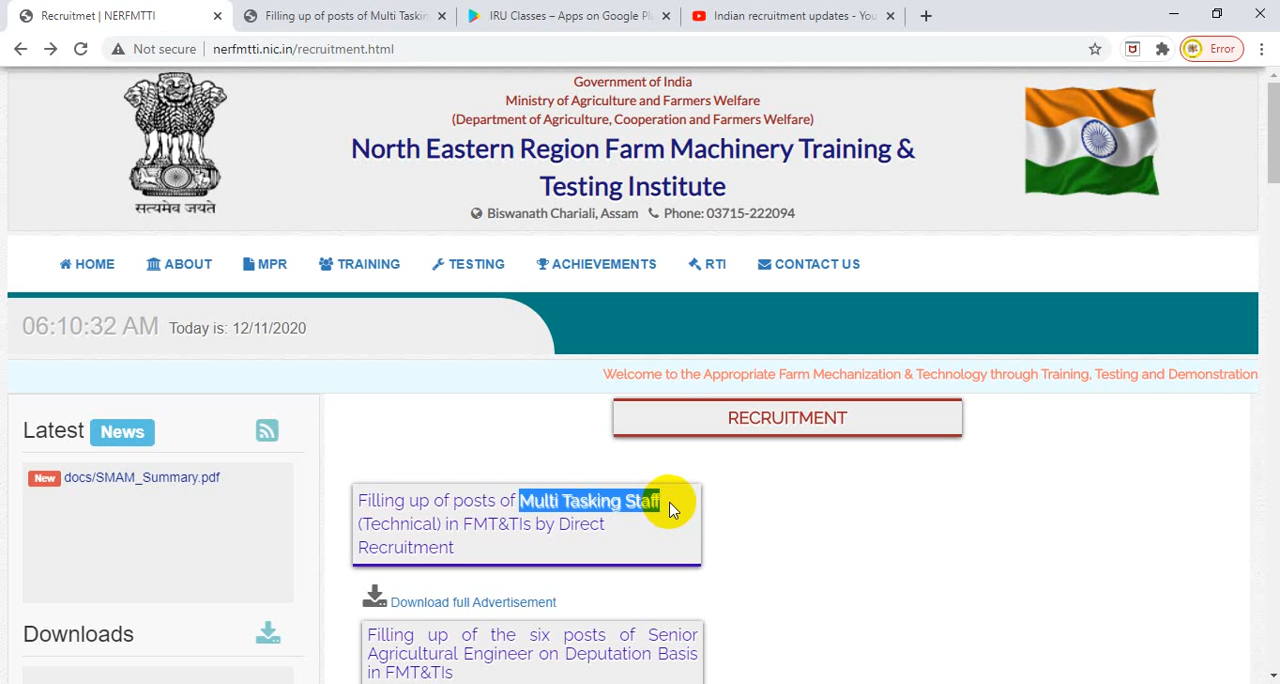 Recruitmet | NERFMTTI
Filling up of posts of Multi Taskin
IRU Classes – Apps on Google Pl
Indian recruitment updates - You
Not secure
nerfmtti.nic.in/recruitment.html
Error
Government of India
Ministry of Agriculture and Farmers Welfare
(Department of Agriculture, Cooperation and Farmers Welfare)
North Eastern Region Farm Machinery Training &
Testing Institute
Biswanath Chariali, Assam Phone: 03715-222094
सत्यमेव जयते
HOME ABOUT MPR TRAINING TESTING ACHIEVEMENTS RTI CONTACT US
06:10:32 AM Today is: 12/11/2020
Welcome to the Appropriate Farm Mechanization & Technology through Training, Testing and Demonstration
Latest News
New docs/SMAM_Summary.pdf
Downloads
RECRUITMENT
Filling up of posts of Multi Tasking Staff
(Technical) in FMT&TIs by Direct
Recruitment
Download full Advertisement
Filling up of the six posts of Senior
Agricultural Engineer on Deputation Basis
in FMT&TIs